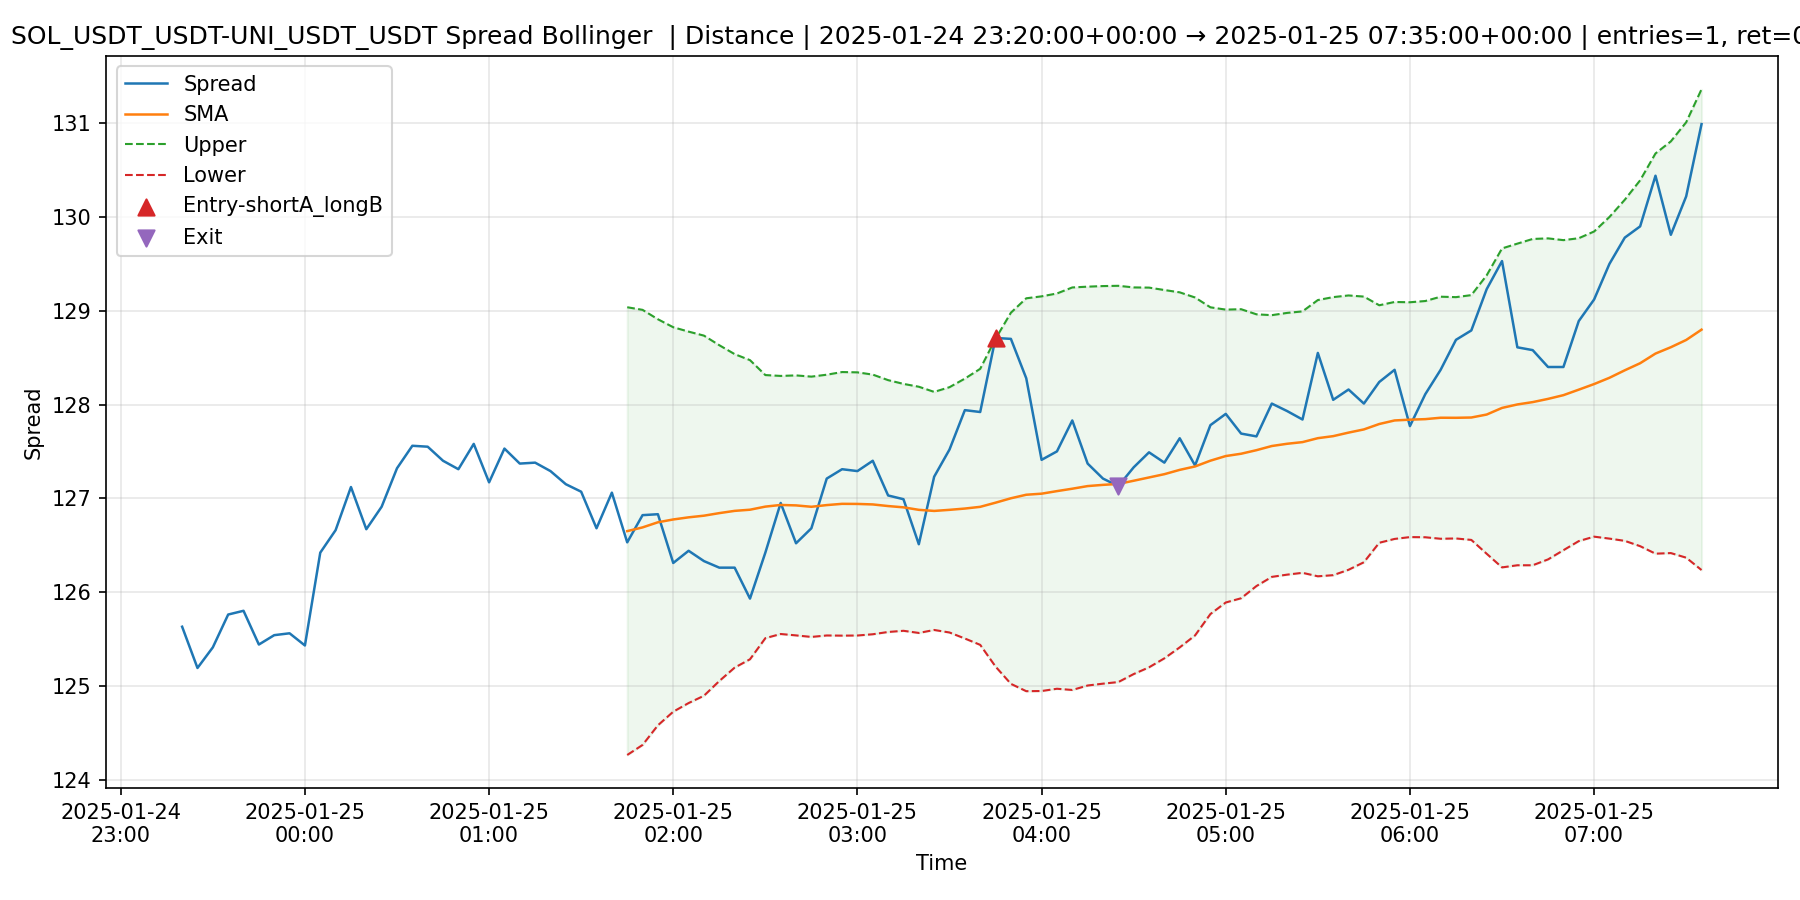 SOL_USDT_USDT-UNI_USDT_USDT Spread Bollinger | Distance | 2025-01-24 23:20:00+00:00 → 2025-01-25 07:35:00+00:00 | entries=1, ret=0
Spread
SMA
Upper
Lower
Entry-shortA_longB
Exit
131
130
129
128
127
126
125
124
Spread
2025-01-24 23:00
2025-01-25 00:00
2025-01-25 01:00
2025-01-25 02:00
2025-01-25 03:00
2025-01-25 04:00
2025-01-25 05:00
2025-01-25 06:00
2025-01-25 07:00
Time